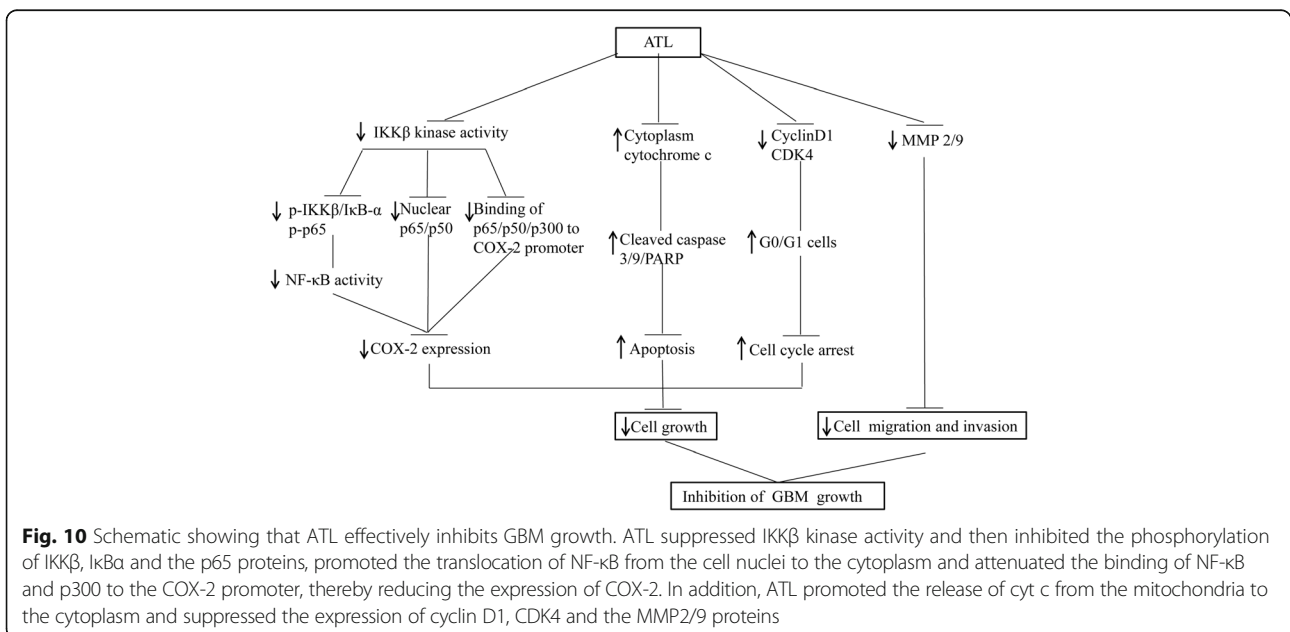 ATL
↓ IKKβ kinase activity
↑ Cytoplasm
cytochrome c
↓ CyclinD1
CDK4
↓ MMP 2/9
↓ p-IKKβ/IκB-α
p-p65
↓ Nuclear
p65/p50
↓ Binding of
p65/p50/p300 to
COX-2 promoter
↑ Cleaved caspase
3/9/PARP
↑ G0/G1 cells
↓ NF-κB activity
↓ COX-2 expression
↑ Apoptosis
↑ Cell cycle arrest
↓ Cell growth
↓ Cell migration and invasion
Inhibition of GBM growth
Fig. 10 Schematic showing that ATL effectively inhibits GBM growth. ATL suppressed IKKβ kinase activity and then inhibited the phosphorylation
of IKKβ, IκBα and the p65 proteins, promoted the translocation of NF-κB from the cell nuclei to the cytoplasm and attenuated the binding of NF-κB
and p300 to the COX-2 promoter, thereby reducing the expression of COX-2. In addition, ATL promoted the release of cyt c from the mitochondria to
the cytoplasm and suppressed the expression of cyclin D1, CDK4 and the MMP2/9 proteins